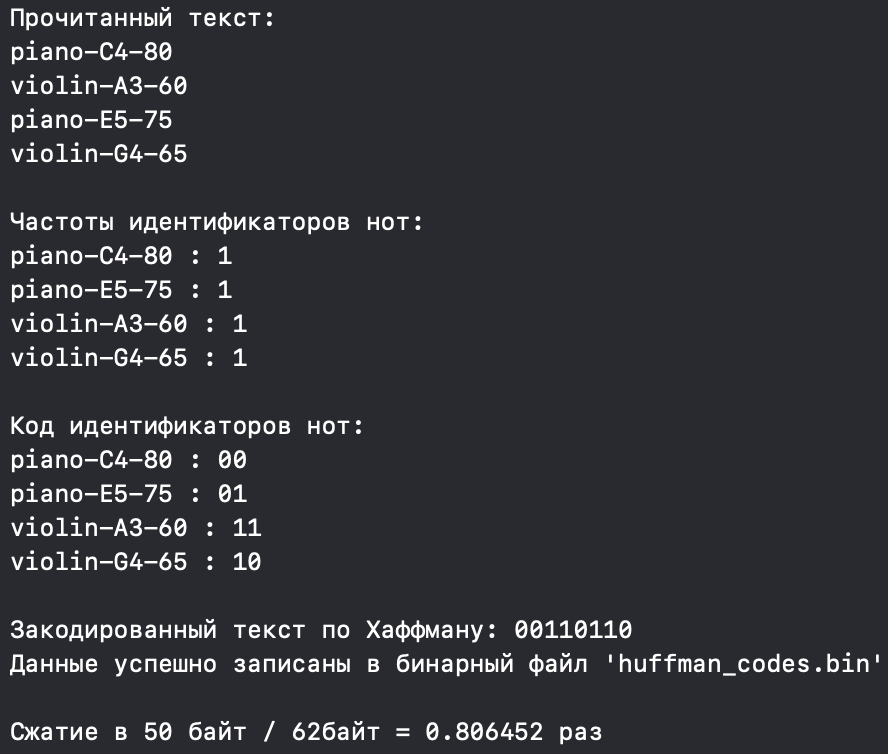 Прочитанный текст:
piano-C4-80
violin-A3-60
piano-E5-75
violin-G4-65
Частоты идентификаторов нот:
piano-C4-80 : 1
piano-E5-75 : 1
violin-A3-60 : 1
violin-G4-65 : 1
Код идентификаторов нот:
piano-C4-80 : 00
piano-E5-75 : 01
violin-A3-60 : 11
violin-G4-65 : 10
Закодированный текст по Хаффману: 00110110
Данные успешно записаны в бинарный файл 'huffman_codes.bin'
Сжатие в 50 байт / 62байт = 0.806452 раз